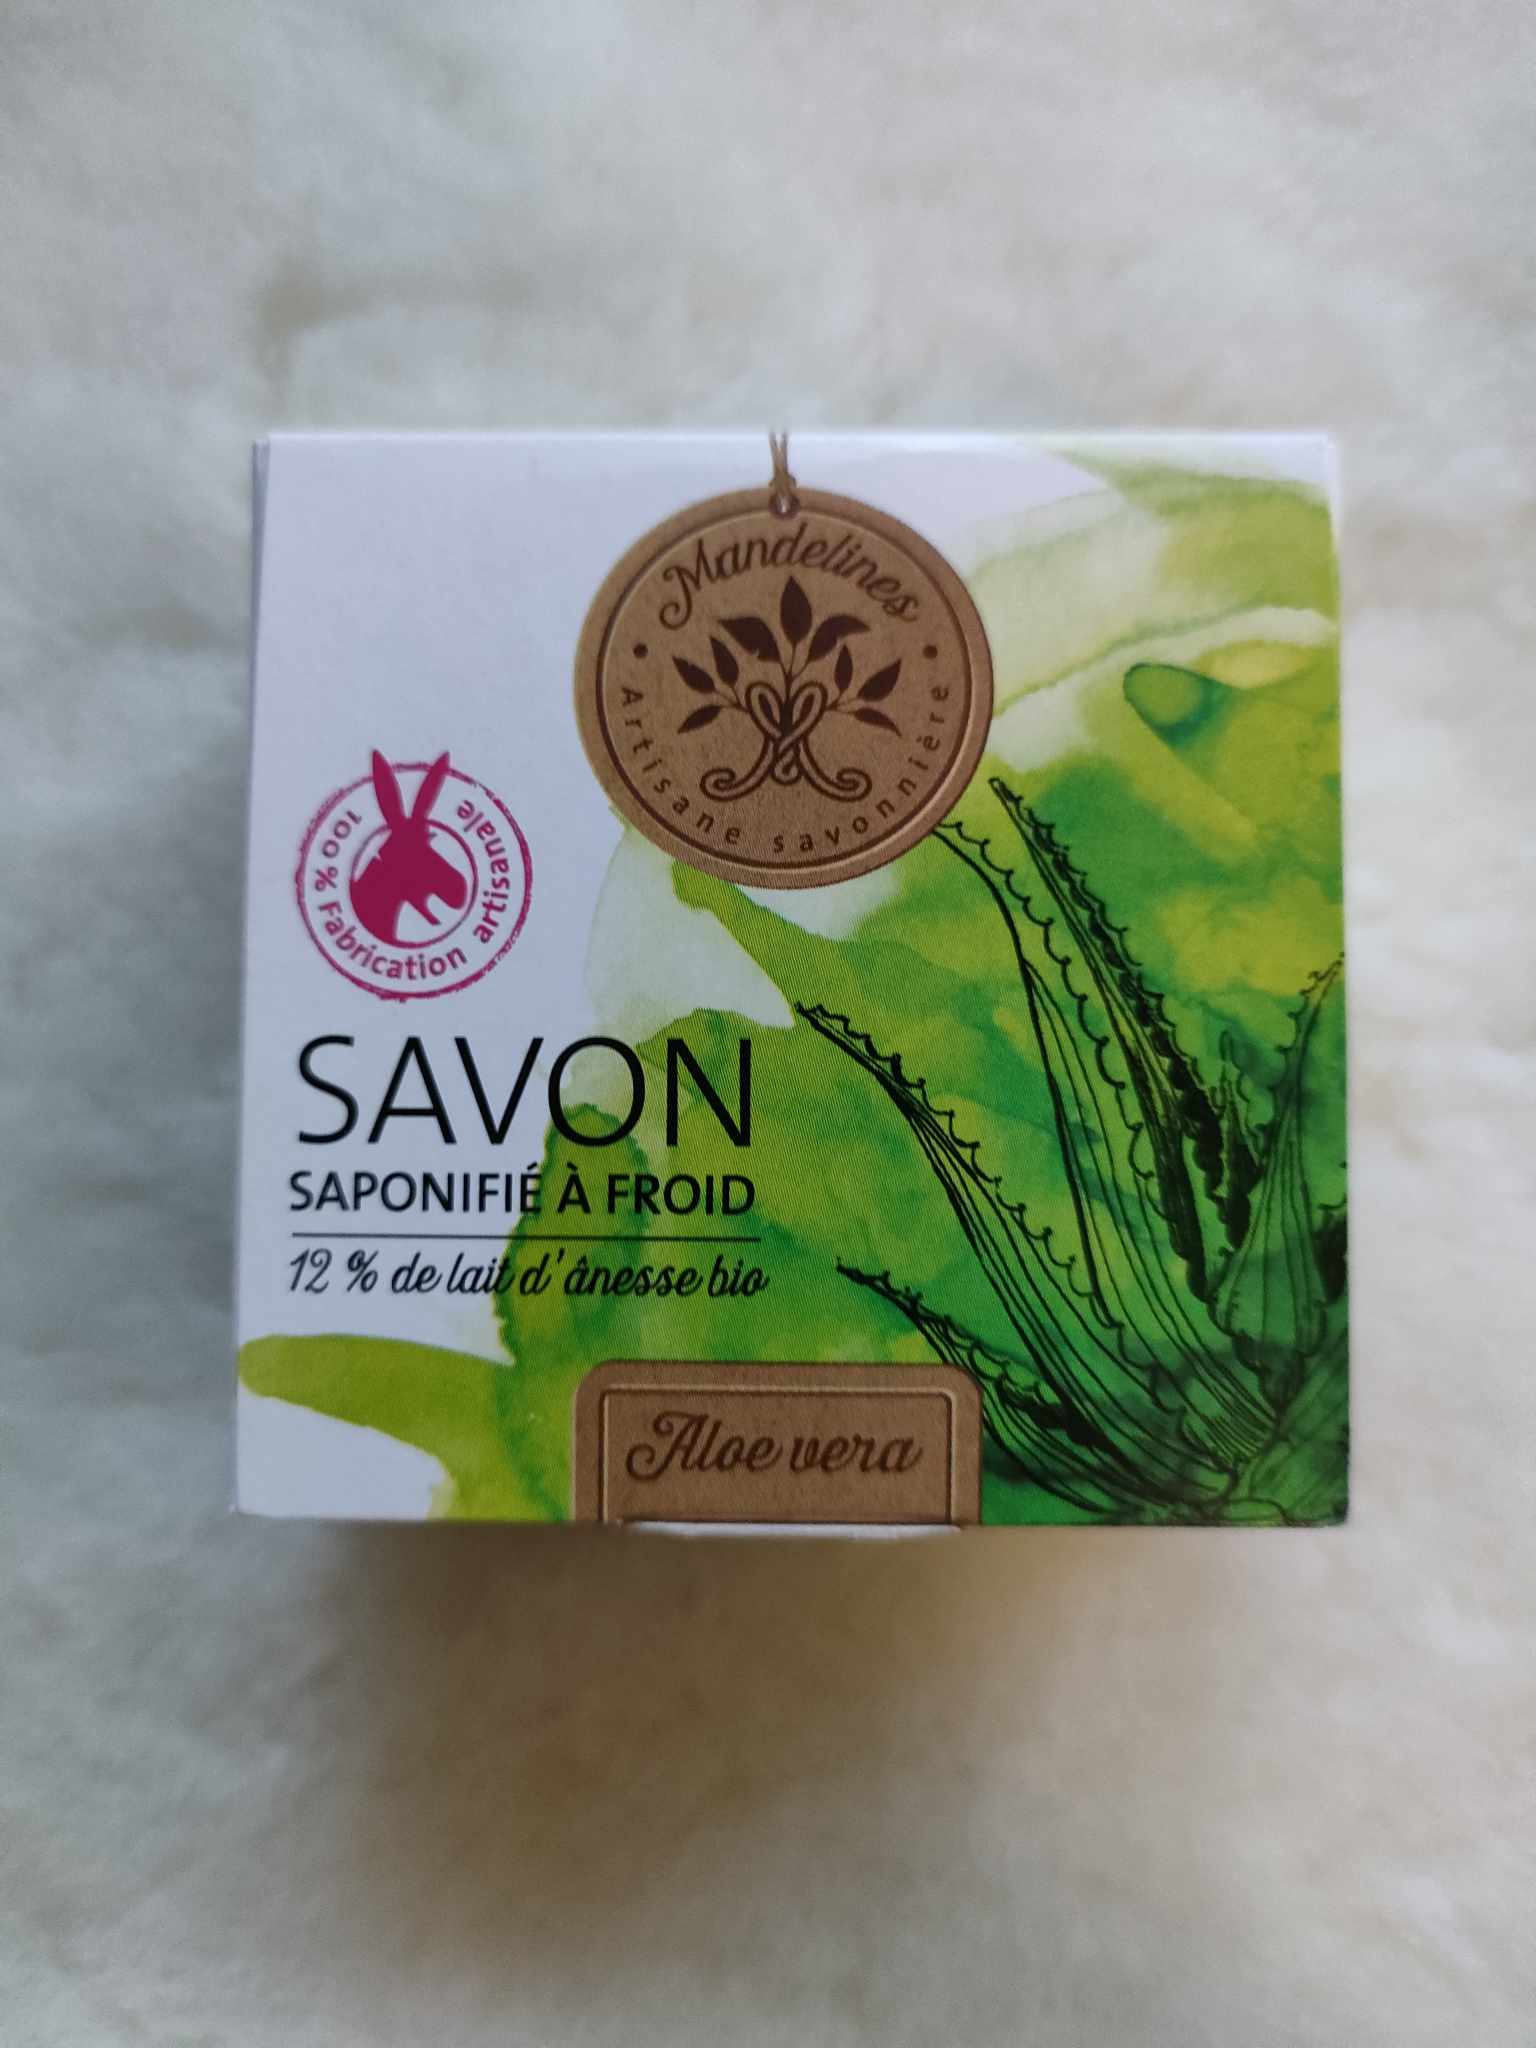 Mandelines
Artisane savonnière
100 % Fabrication artisanale
SAVON
SAPONIFIÉ À FROID
12 % de lait d'ânesse bio
Aloe vera